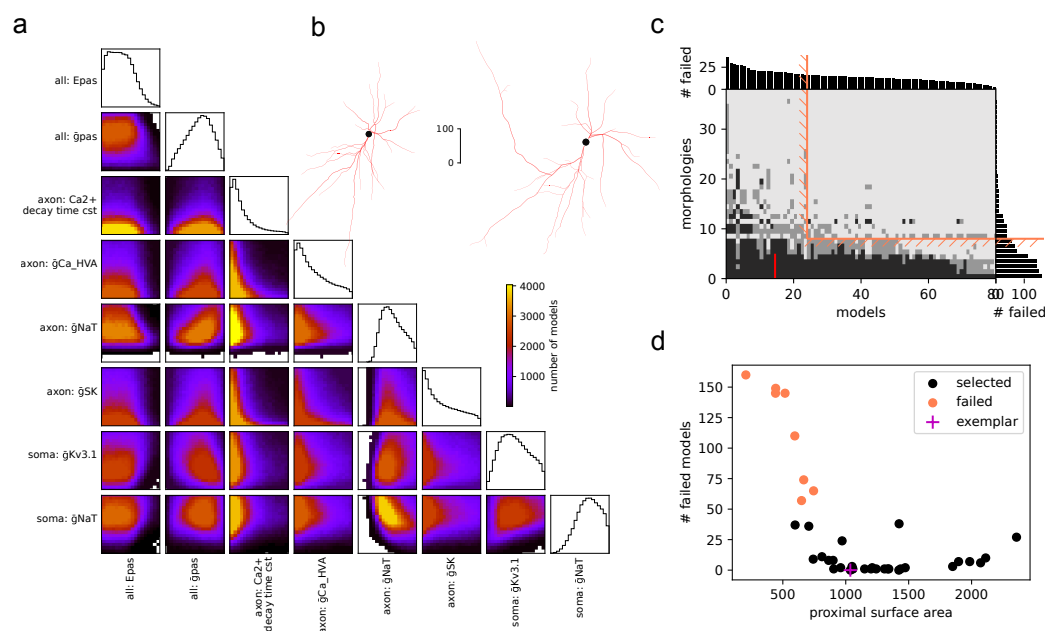 a
b
c
d
all: Epas
all: ḡpas
axon: Ca2+
decay time cst
axon: ḡCa_HVA
axon: ḡNaT
axon: ḡSK
soma: ḡKv3.1
soma: ḡNaT
all: Epas
all: ḡpas
axon: Ca2+
decay time cst
axon: ḡCa_HVA
axon: ḡNaT
axon: ḡSK
soma: ḡKv3.1
soma: ḡNaT
100
0
4000
3000
2000
1000
number of models
# failed
25
0
morphologies
30
20
10
0
0 20 40 60 80
models
0 100
# failed
# failed models
150
125
100
75
50
25
0
selected
failed
exemplar
500 1000 1500 2000
proximal surface area